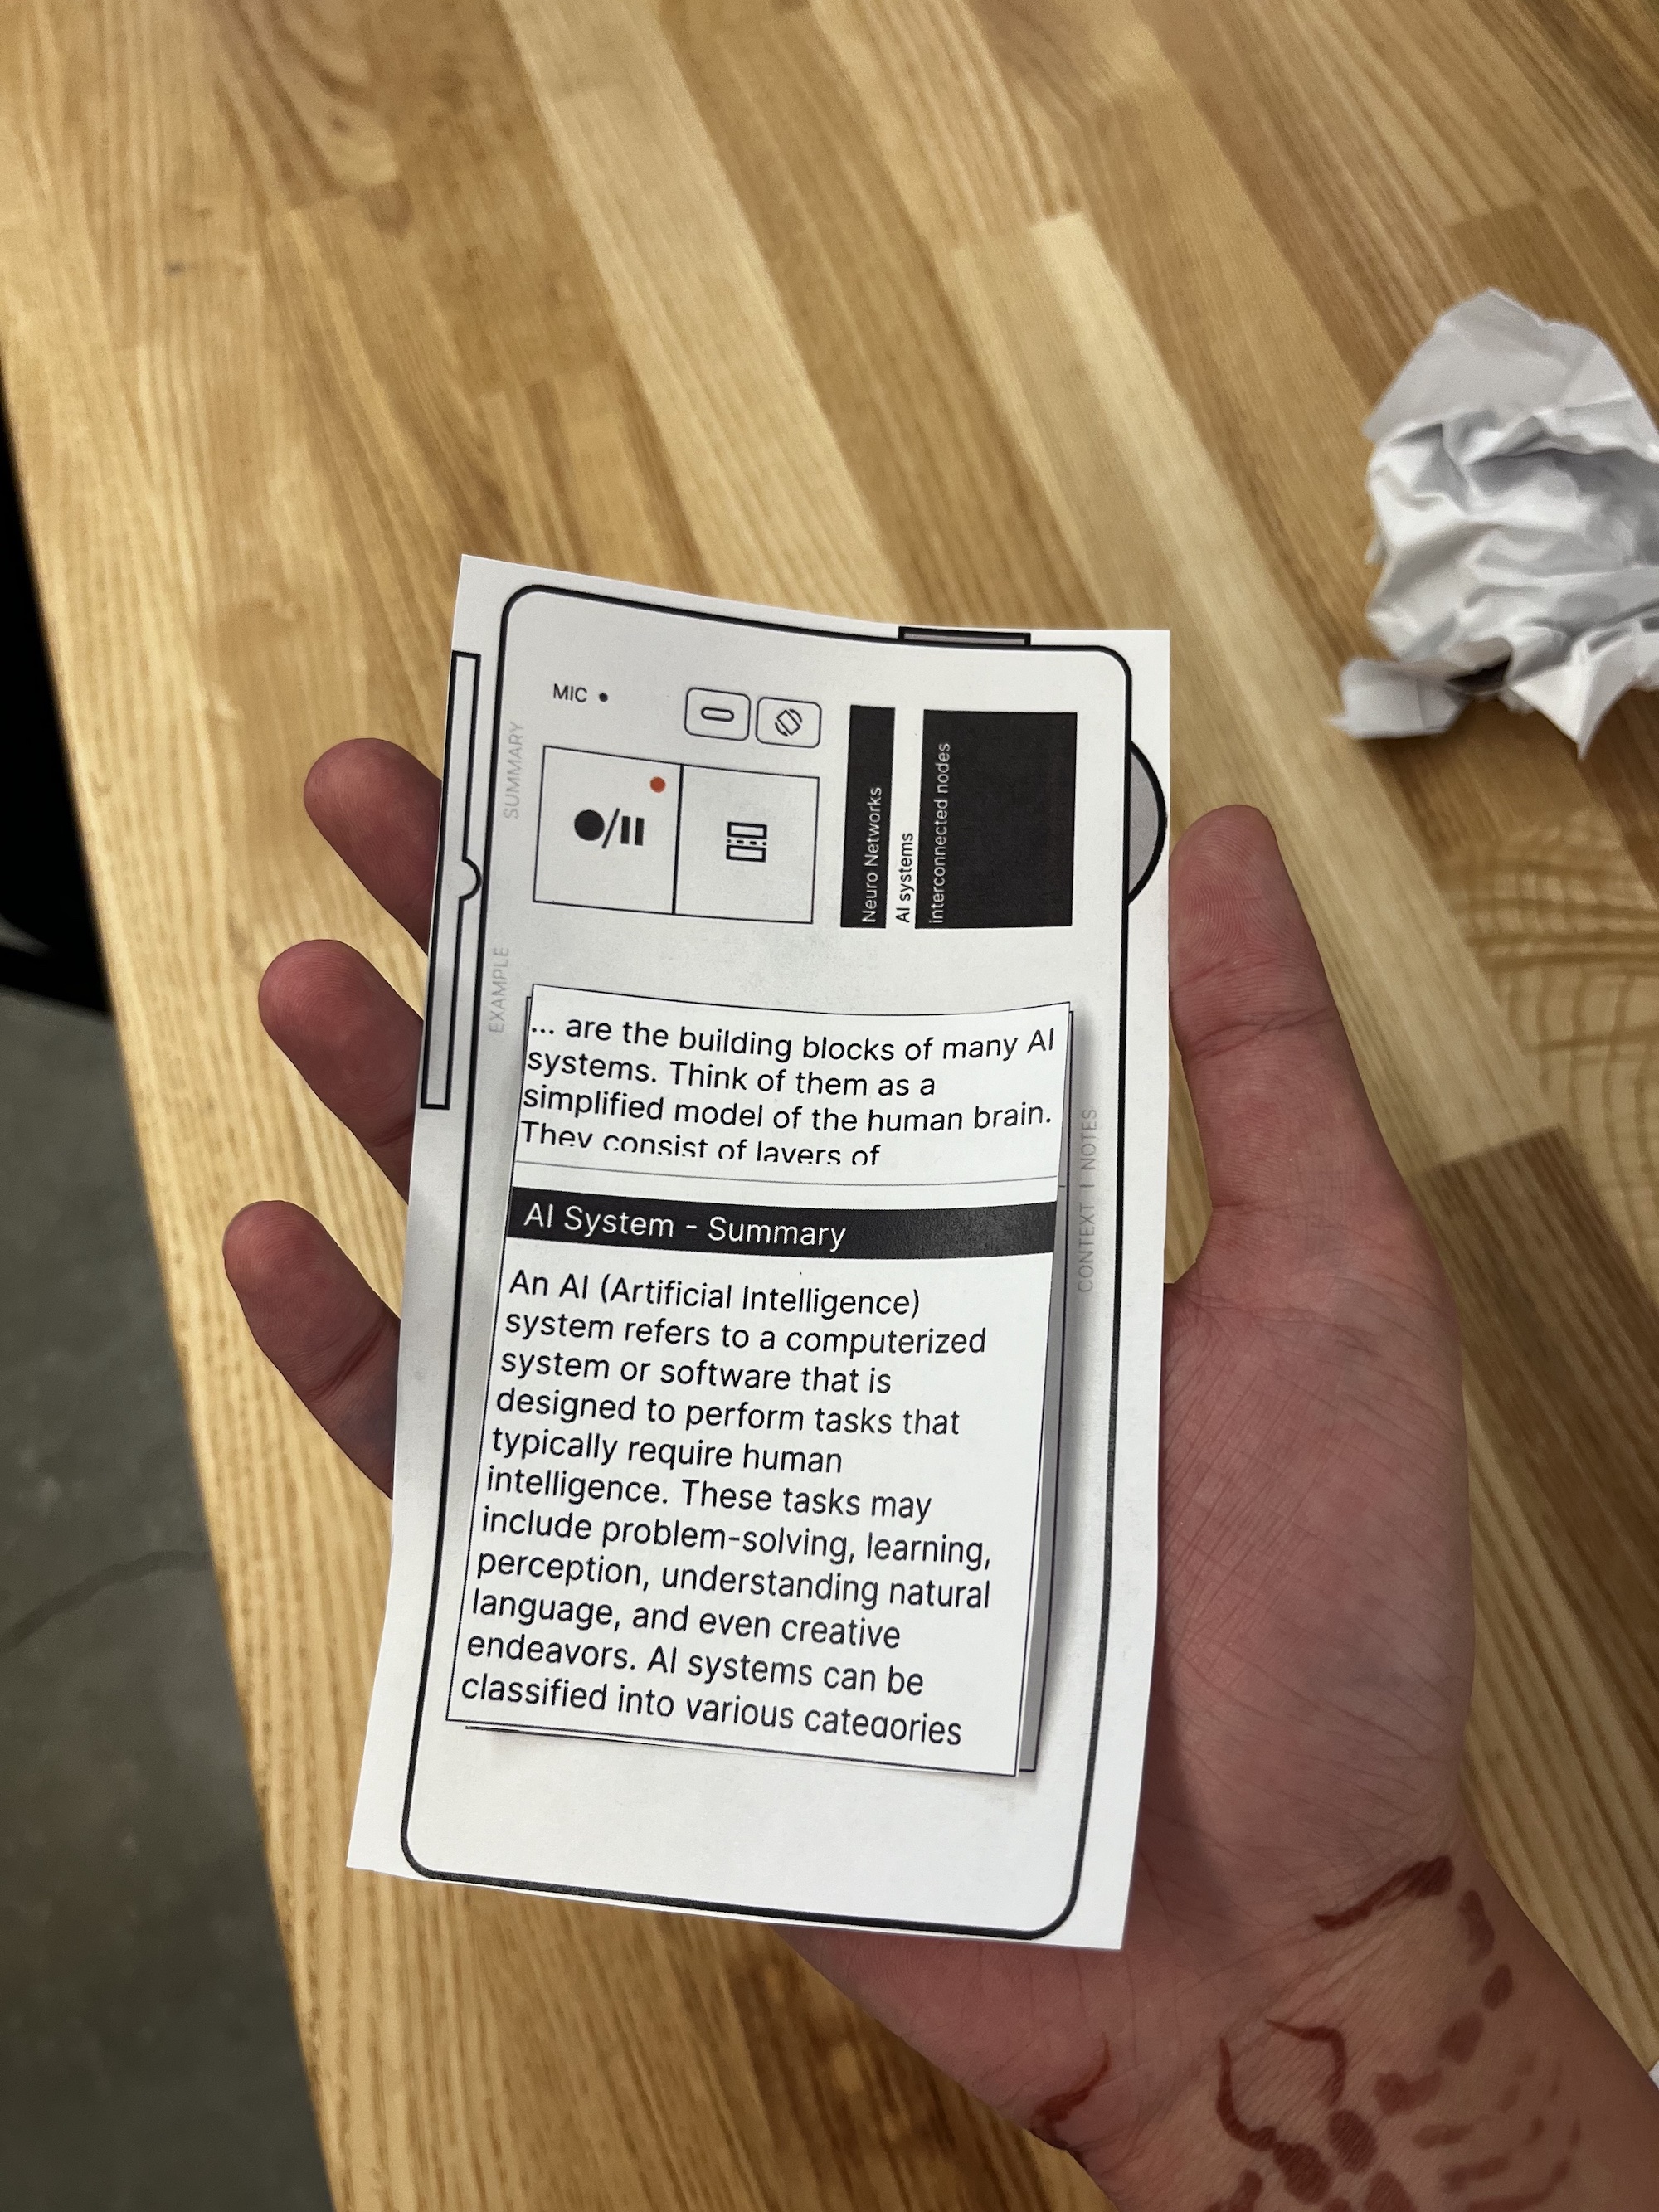 MIC
SUMMARY
EXAMPLE
Neuro Networks
AI systems
interconnected nodes
... are the building blocks of many AI
systems. Think of them as a
simplified model of the human brain.
They consist of layers of
AI System - Summary
An AI (Artificial Intelligence)
system refers to a computerized
system or software that is
designed to perform tasks that
typically require human
intelligence. These tasks may
include problem-solving, learning,
perception, understanding natural
language, and even creative
endeavors. AI systems can be
classified into various categories
CONTEXT | NOTES